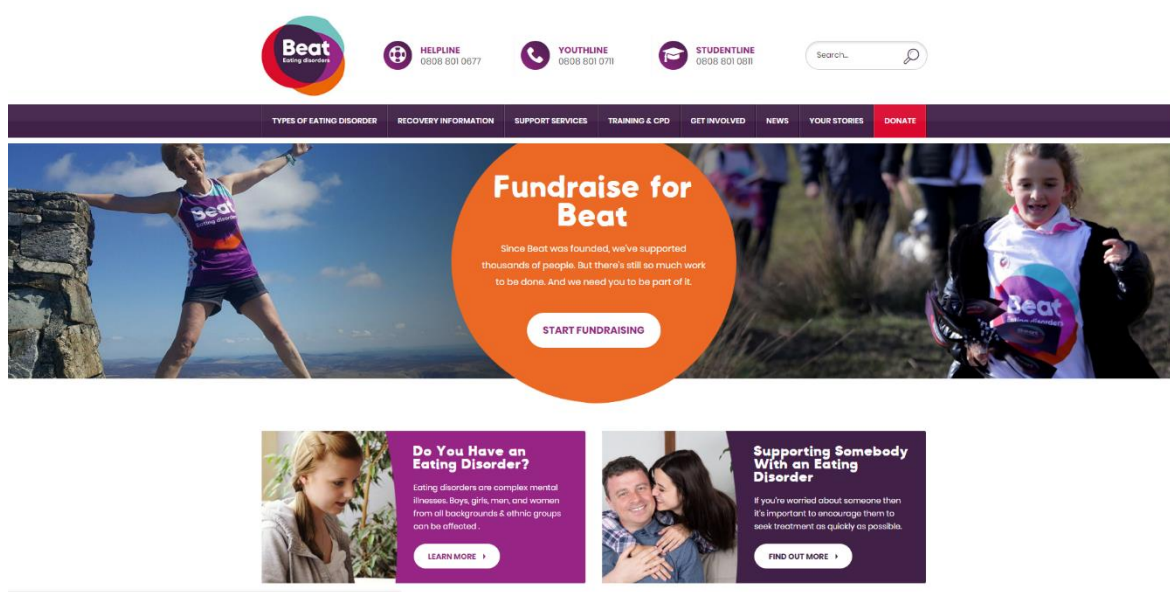 Beat
Eating disorders
HELPLINE
0808 801 0677
YOUTHLINE
0808 801 0711
STUDENTLINE
0808 801 0811
Search...
TYPES OF EATING DISORDER
RECOVERY INFORMATION
SUPPORT SERVICES
TRAINING & CPD
GET INVOLVED
NEWS
YOUR STORIES
DONATE
Beat
Eating disorders
Fundraise for
Beat
Since Beat was founded, we've supported
thousands of people. But there's still so much work
to be done. And we need you to be part of it.
START FUNDRAISING
Beat
Eating disorders
Do You Have an
Eating Disorder?
Eating disorders are complex mental
illnesses. Boys, girls, men, and women
from all backgrounds & ethnic groups
can be affected .
LEARN MORE
Supporting Somebody
With an Eating
Disorder
If you're worried about someone then
it's important to encourage them to
seek treatment as quickly as possible.
FIND OUT MORE